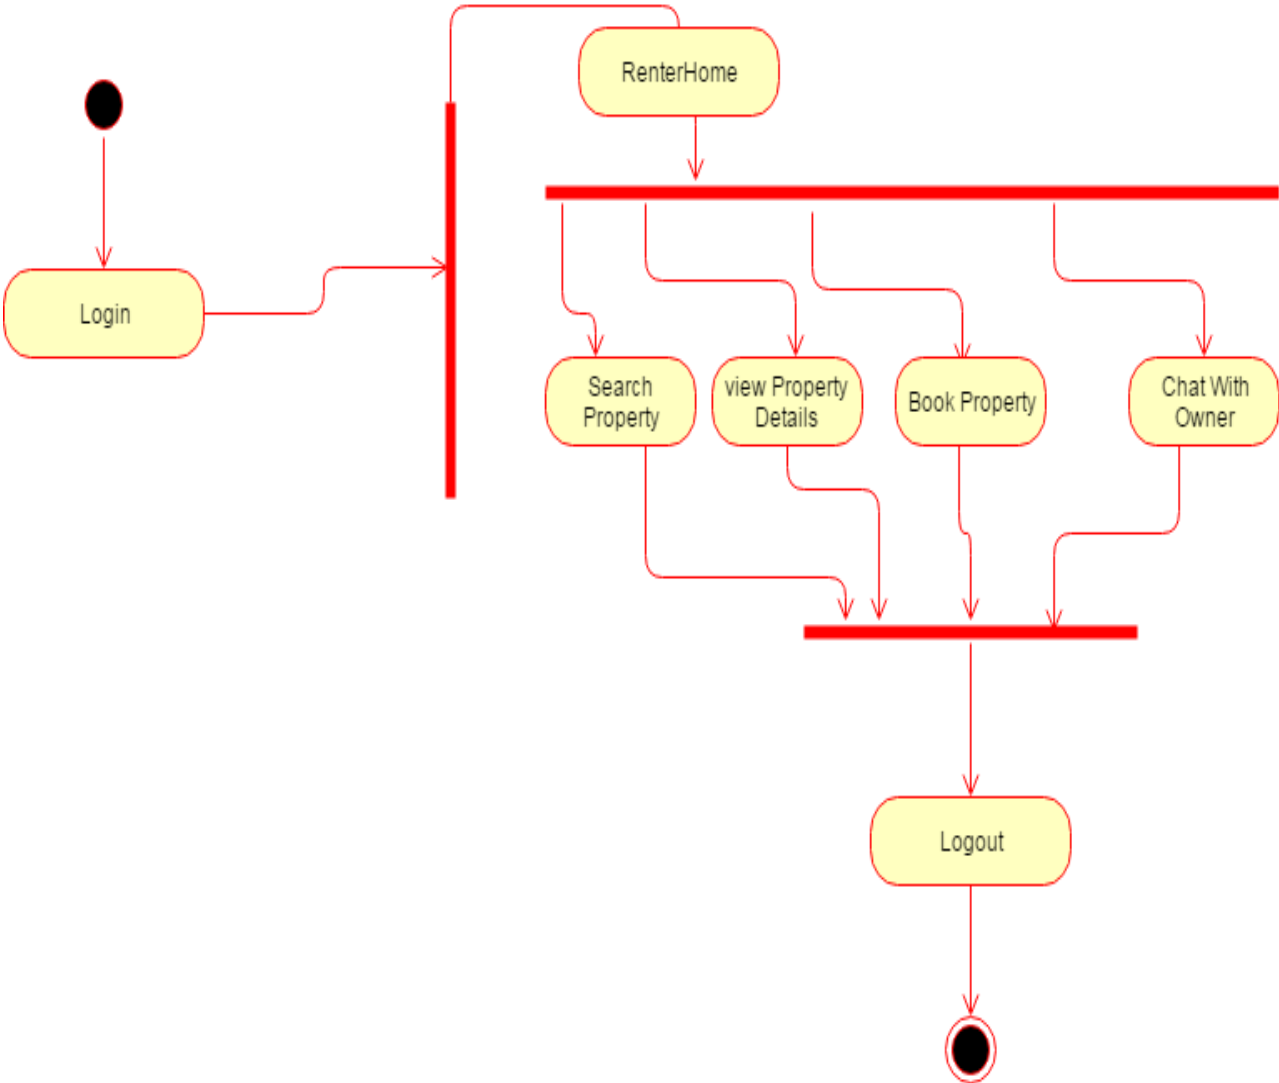 RenterHome
Login
Search
Property
view Property
Details
Book Property
Chat With
Owner
Logout